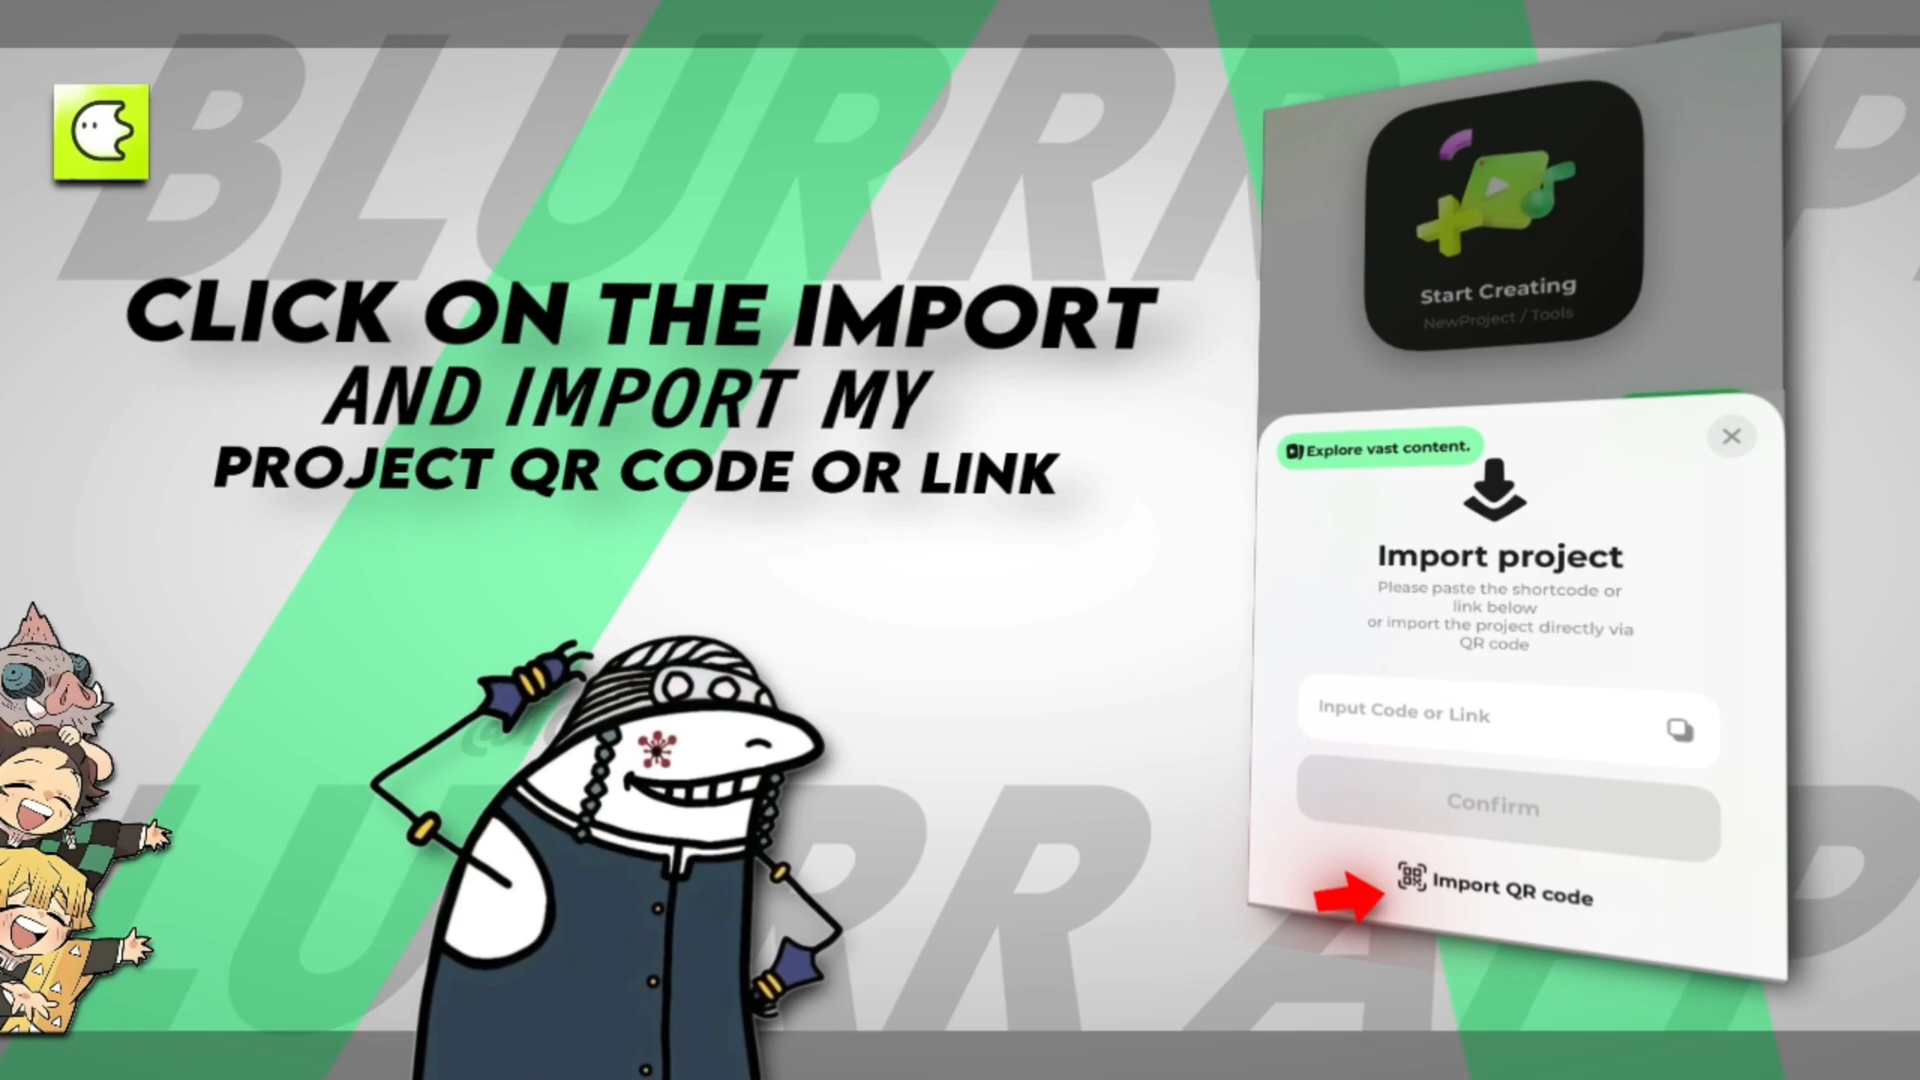 BLURRR
CLICK ON THE IMPORT
AND IMPORT MY
PROJECT QR CODE OR LINK
Start Creating
NewProject / Tools
Explore vast content.
Import project
Please paste the shortcode or
link below
or import the project directly via
QR code
Input Code or Link
Confirm
Import QR code